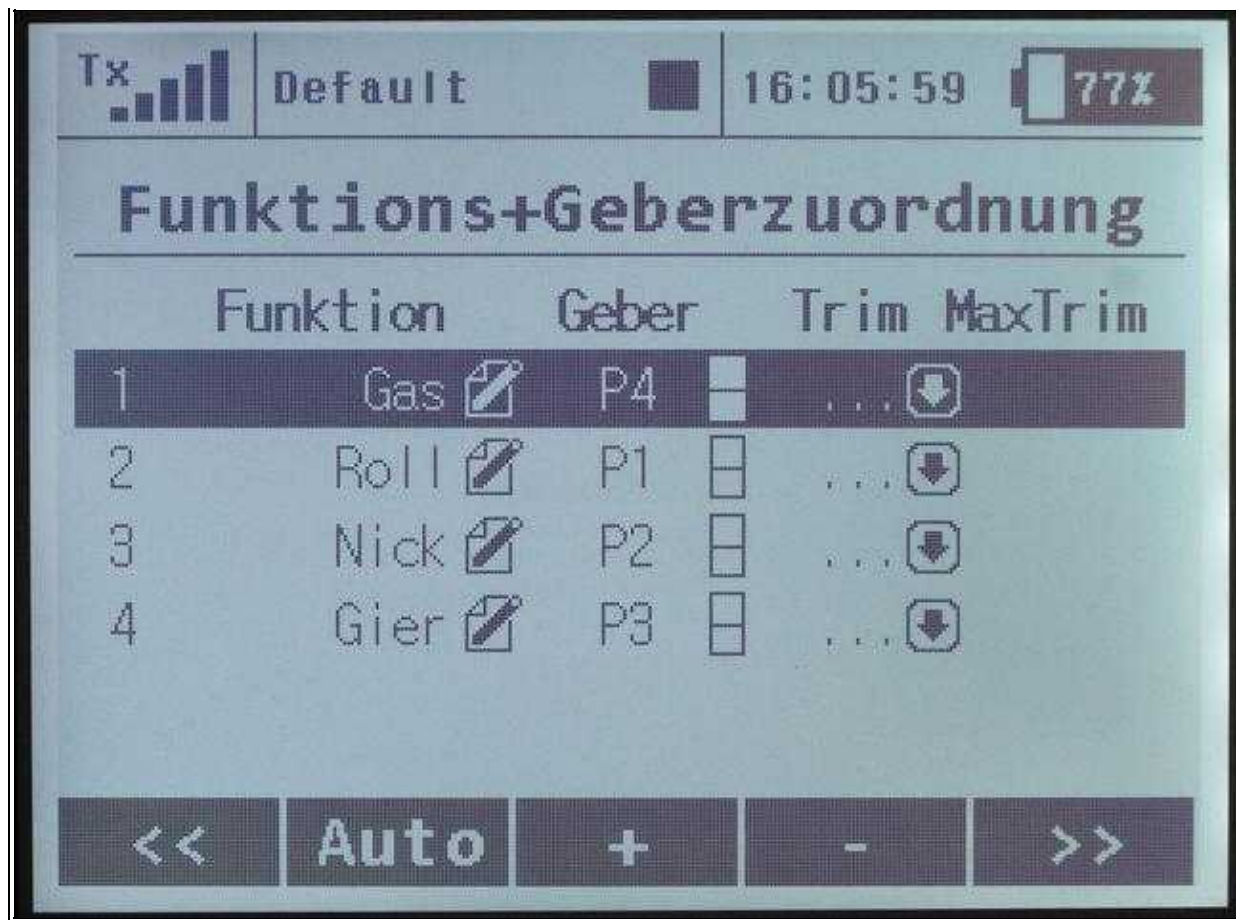 Tx Default 16:05:59 77%
Funktions+Geberzuordnung
Funktion Geber Trim MaxTrim
1 Gas P4 ...
2 Roll P1 ...
3 Nick P2 ...
4 Gier P3 ...
<< Auto + - >>